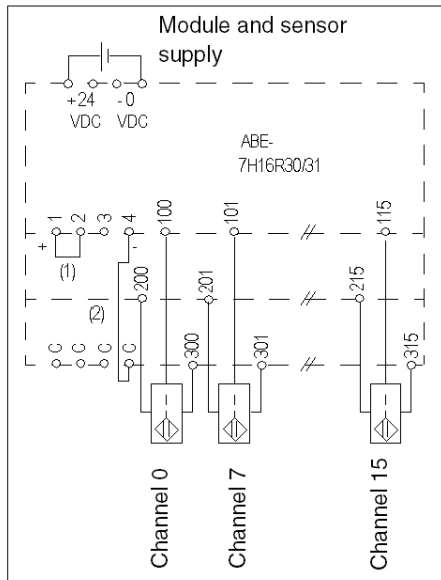 Module and sensor
supply
+24 -0
VDC VDC
ABE-
7H16R30/31
1 2 3 4 100 101 115
+ -
(1)
200 201 215
(2)
C C C C 300 301 315
Channel 0 Channel 7 Channel 15